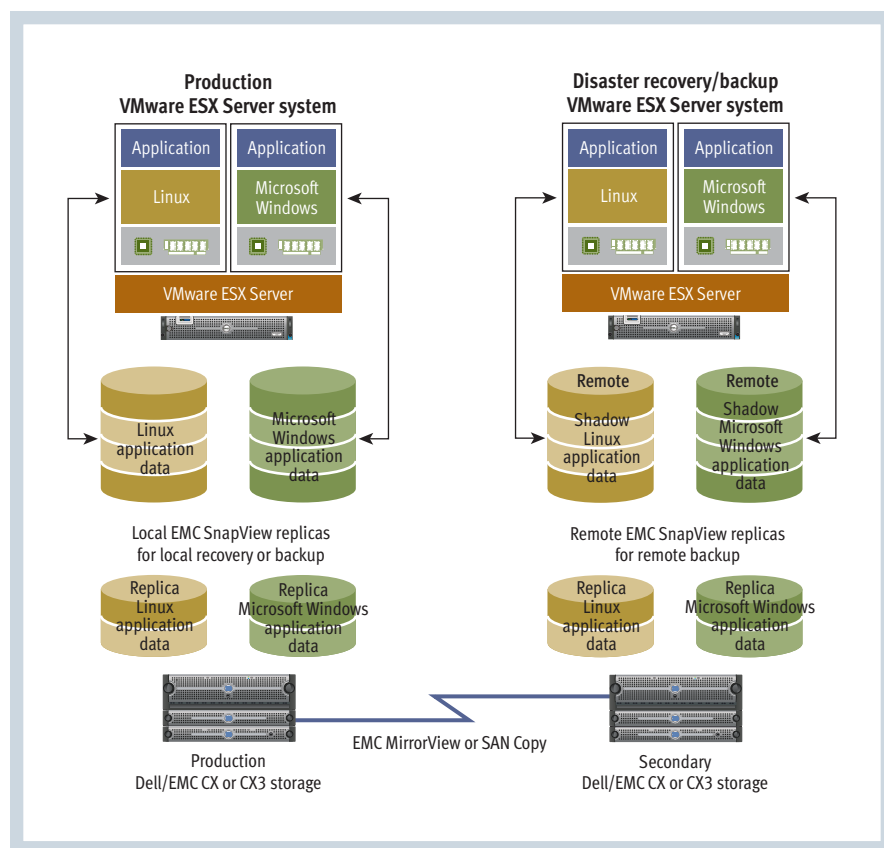 Production
VMware ESX Server system
Application
Application
Linux
Microsoft
Windows
VMware ESX Server
Linux
application
data
Microsoft
Windows
application
data
Local EMC SnapView replicas
for local recovery or backup
Replica
Linux
application
data
Replica
Microsoft Windows
application
data
Production
Dell/EMC CX or CX3 storage
EMC MirrorView or SAN Copy
Disaster recovery/backup
VMware ESX Server system
Application
Application
Linux
Microsoft
Windows
VMware ESX Server
Remote
Shadow
Linux
application
data
Remote
Shadow
Microsoft
Windows
application
data
Remote EMC SnapView replicas
for remote backup
Replica
Linux
application
data
Replica
Microsoft Windows
application
data
Secondary
Dell/EMC CX or CX3 storage